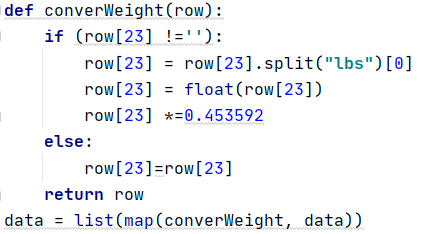 def converWeight(row):
    if (row[23] !=''):
        row[23] = row[23].split("lbs")[0]
        row[23] = float(row[23])
        row[23] *=0.453592
    else:
        row[23]=row[23]
    return row
data = list(map(converWeight, data))